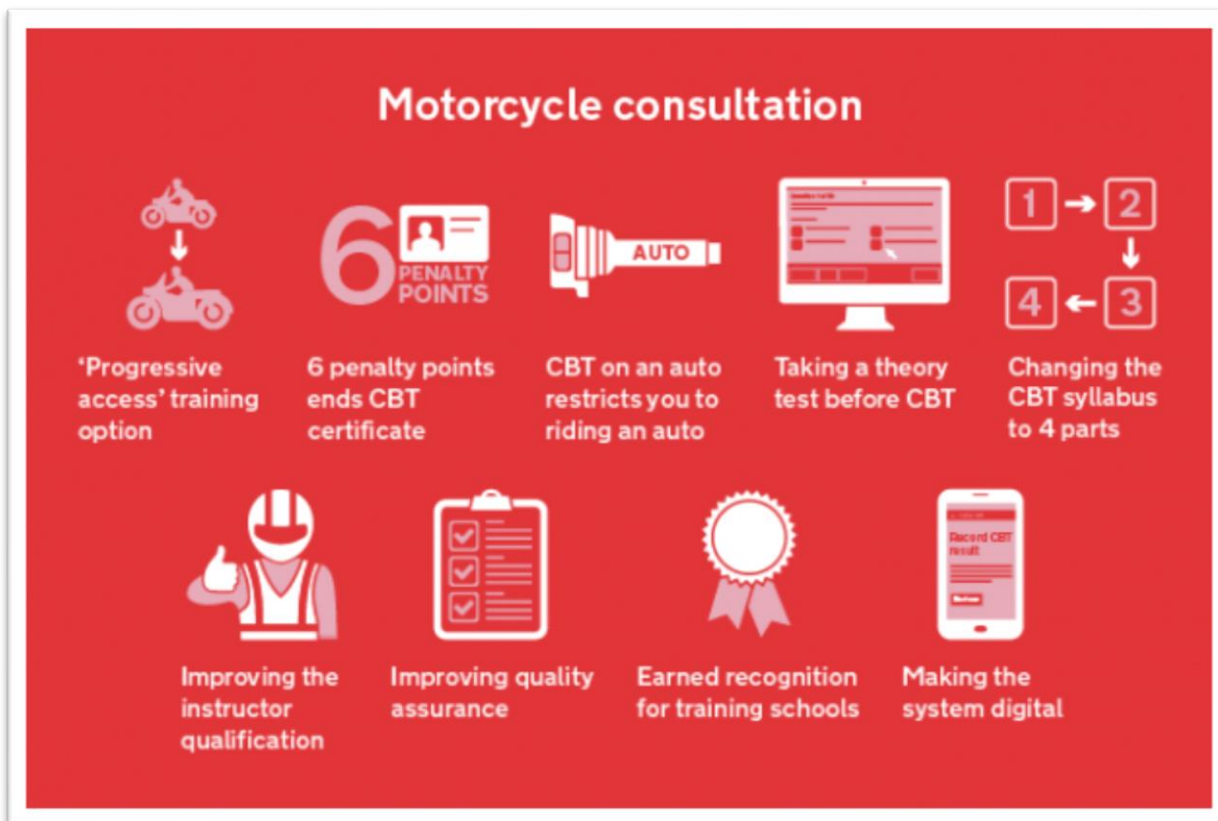 Motorcycle consultation
6 PENALTY
POINTS
AUTO
1 2
4 3
'Progressive
access' training
option
6 penalty points
ends CBT
certificate
CBT on an auto
restricts you to
riding an auto
Taking a theory
test before CBT
Changing the
CBT syllabus
to 4 parts
Record CBT
result
Improving the
instructor
qualification
Improving quality
assurance
Earned recognition
for training schools
Making the
system digital